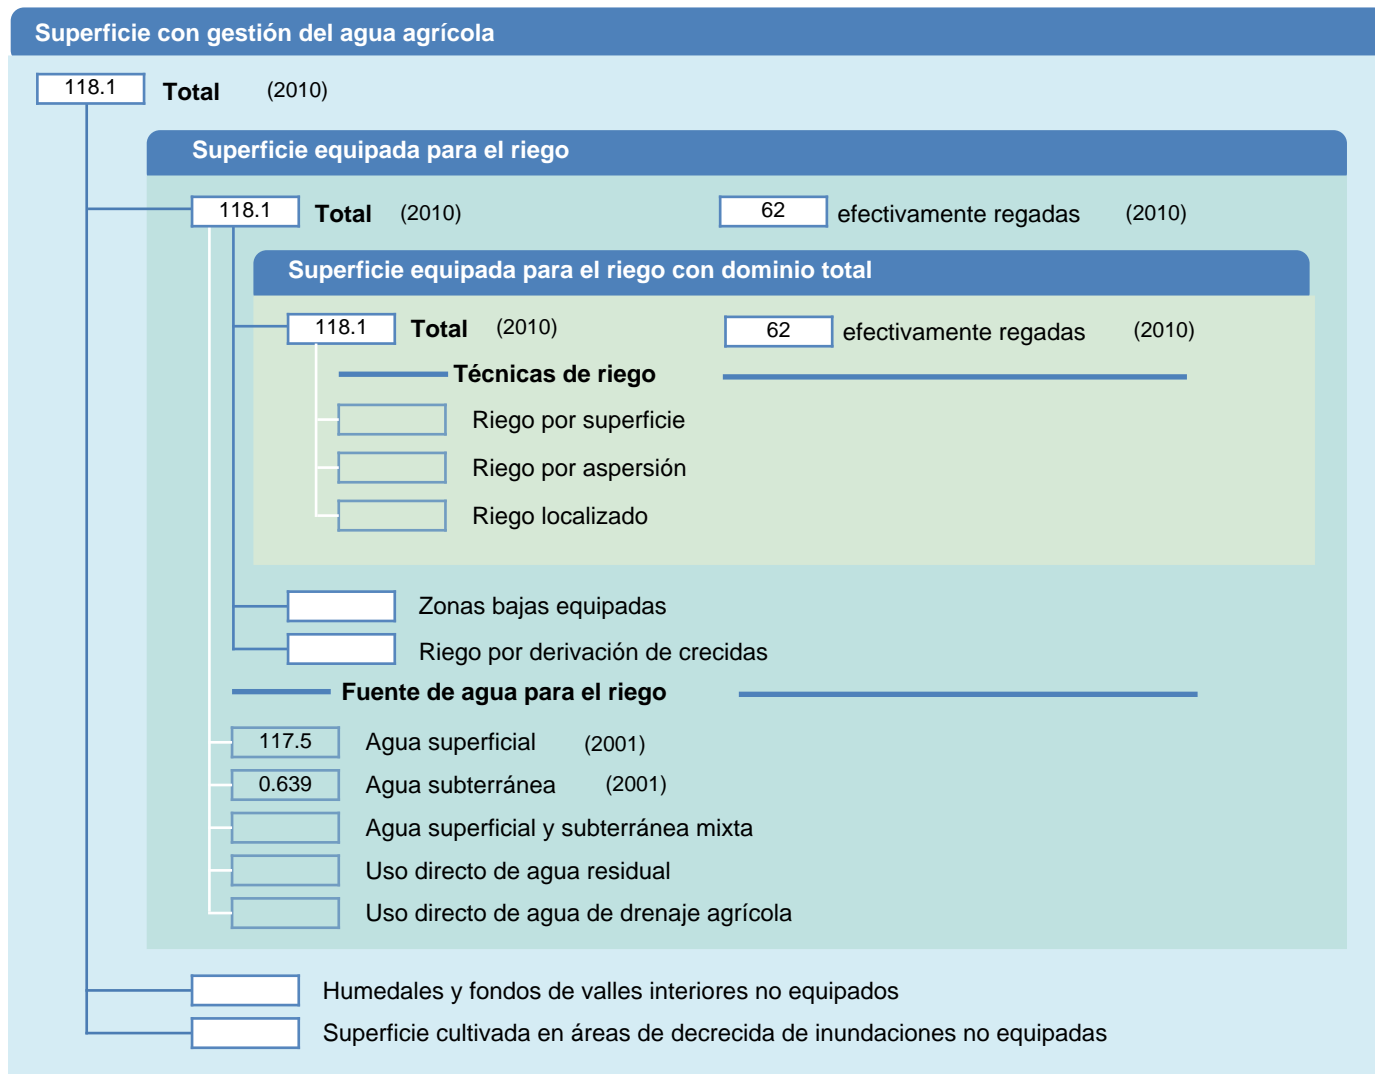 Superficie con gestión del agua agrícola
118.1 Total (2010)
Superficie equipada para el riego
118.1 Total (2010) 62 efectivamente regadas (2010)
Superficie equipada para el riego con dominio total
118.1 Total (2010) 62 efectivamente regadas (2010)
Técnicas de riego
Riego por superficie
Riego por aspersión
Riego localizado
Zonas bajas equipadas
Riego por derivación de crecidas
Fuente de agua para el riego
117.5 Agua superficial (2001)
0.639 Agua subterránea (2001)
Agua superficial y subterránea mixta
Uso directo de agua residual
Uso directo de agua de drenaje agrícola
Humedales y fondos de valles interiores no equipados
Superficie cultivada en áreas de decrecida de inundaciones no equipadas